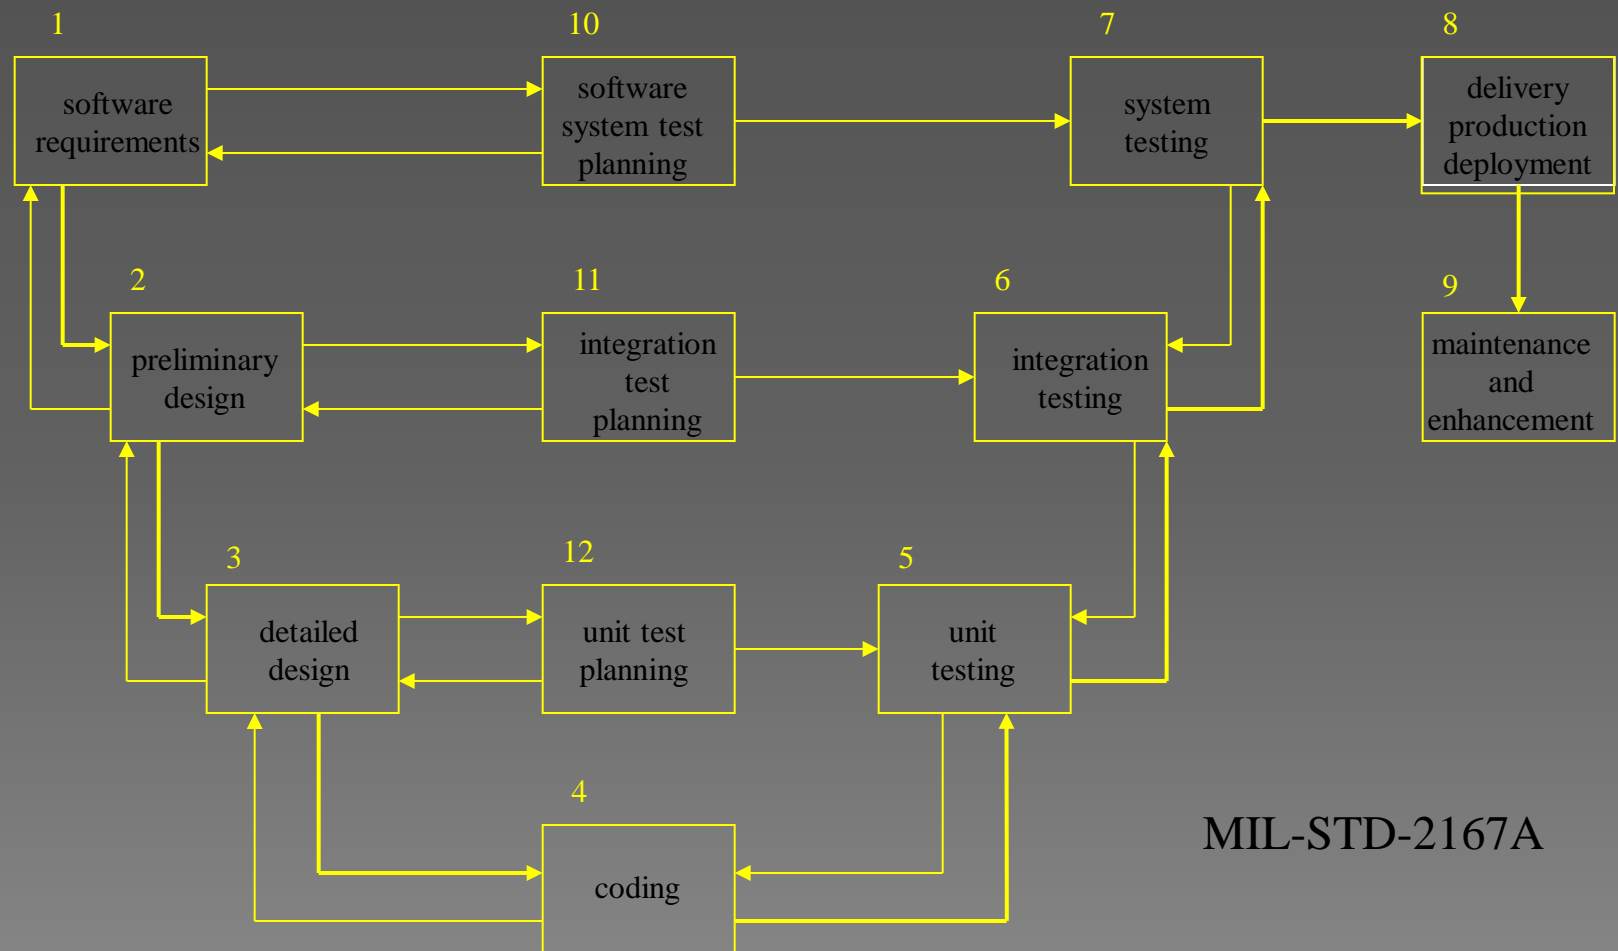 1
10
7
8
software
requirements
software
system test
planning
system
testing
delivery
production
deployment
2
11
6
9
preliminary
design
integration
test
planning
integration
testing
maintenance
and
enhancement
3
12
5
detailed
design
unit test
planning
unit
testing
4
coding
MIL-STD-2167A